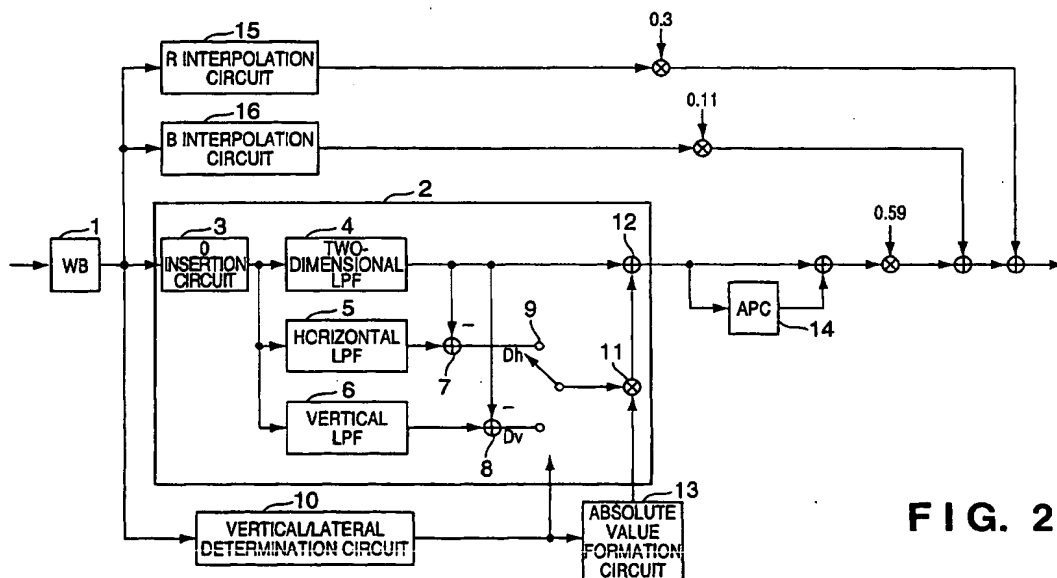 15
R INTERPOLATION
CIRCUIT
0.3
16
B INTERPOLATION
CIRCUIT
0.11
2
1
WB
3
0
INSERTION
CIRCUIT
4
TWO-
DIMENSIONAL
LPF
12
0.59
5
HORIZONTAL
LPF
−
7
9
Dh
11
APC
14
6
VERTICAL
LPF
−
8
Dv
10
VERTICAL/LATERAL
DETERMINATION CIRCUIT
13
ABSOLUTE
VALUE
FORMATION
CIRCUIT
FIG. 2